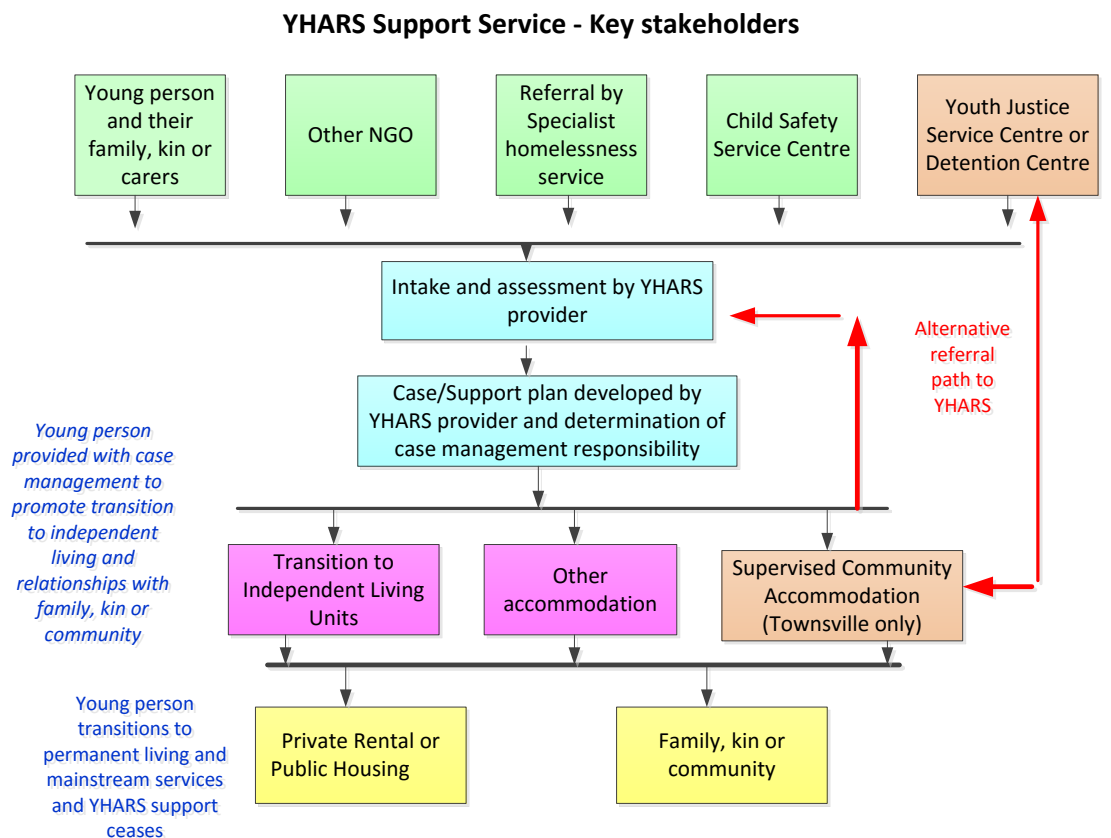 YHARS Support Service - Key stakeholders
Young person
and their
family, kin or
carers
Other NGO
Referral by
Specialist
homelessness
service
Child Safety
Service Centre
Youth Justice
Service Centre or
Detention Centre
Intake and assessment by YHARS
provider
Alternative
referral
path to
YHARS
Case/Support plan developed by
YHARS provider and determination of
case management responsibility
Young person
provided with case
management to
promote transition
to independent
living and
relationships with
family, kin or
community
Transition to
Independent Living
Units
Other
accommodation
Supervised Community
Accommodation
(Townsville only)
Young person
transitions to
permanent living and
mainstream services
and YHARS support
ceases
Private Rental or
Public Housing
Family, kin or
community